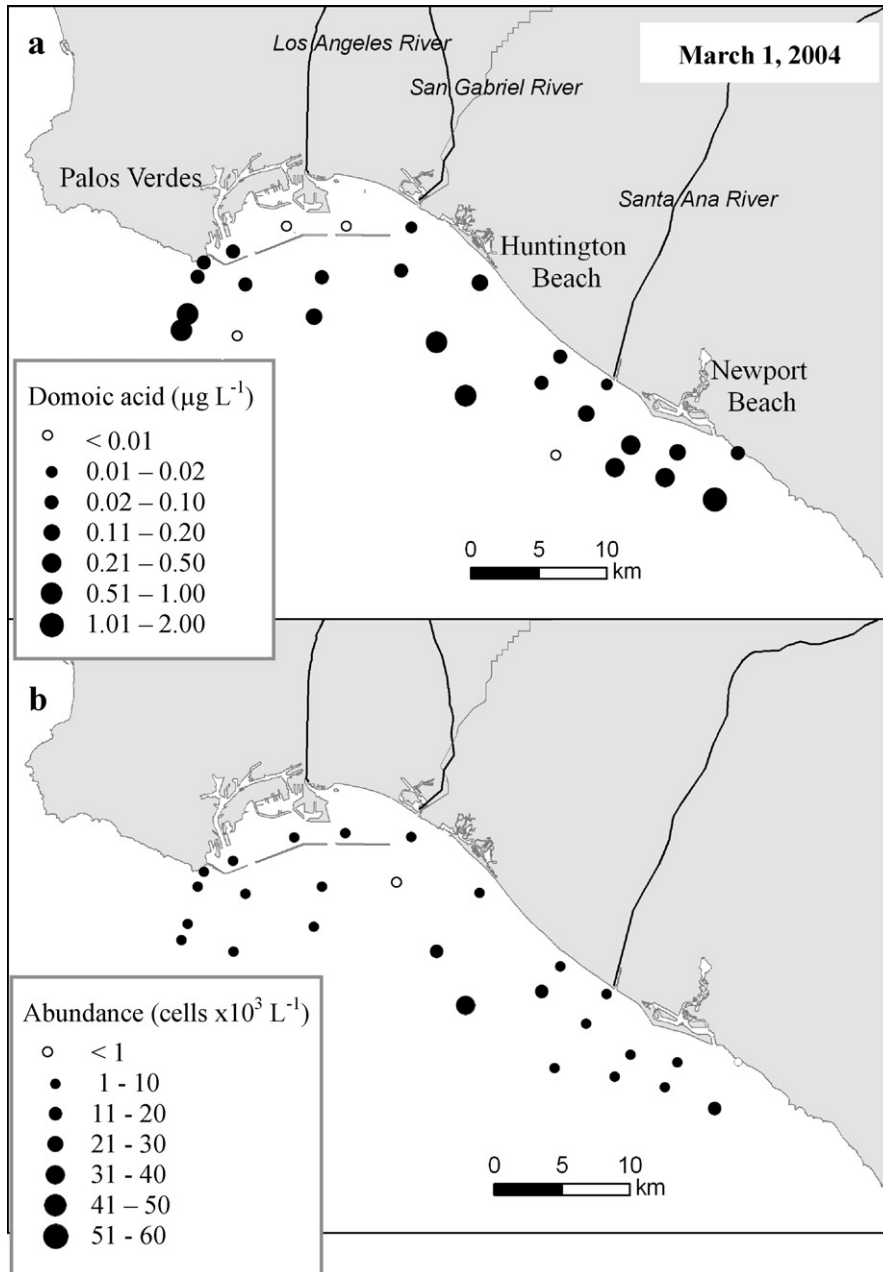 a
Los Angeles River
March 1, 2004
San Gabriel River
Palos Verdes
Santa Ana River
Huntington
Beach
Newport
Beach
Domoic acid (µg L⁻¹)
< 0.01
0.01 – 0.02
0.02 – 0.10
0.11 – 0.20
0.21 – 0.50
0.51 – 1.00
1.01 – 2.00
0 5 10
km
b
Abundance (cells x10³ L⁻¹)
< 1
1 - 10
11 - 20
21 - 30
31 - 40
41 – 50
51 - 60
0 5 10
km